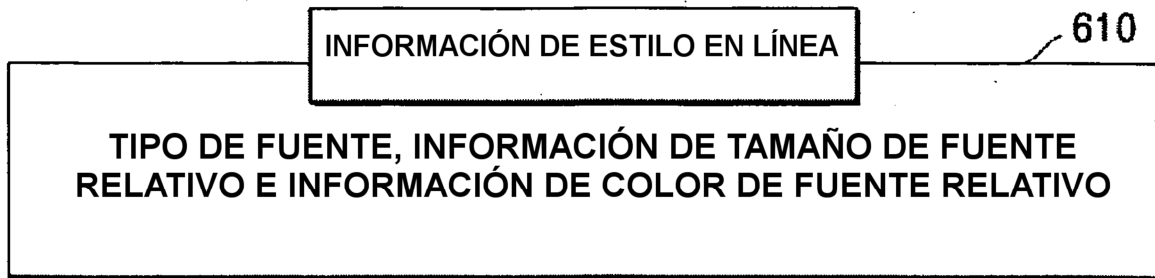 INFORMACIÓN DE ESTILO EN LÍNEA
610
TIPO DE FUENTE, INFORMACIÓN DE TAMAÑO DE FUENTE
RELATIVO E INFORMACIÓN DE COLOR DE FUENTE RELATIVO